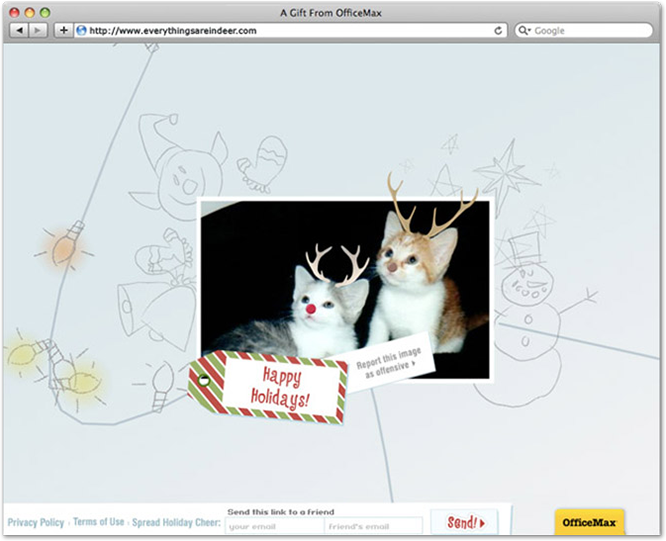 A Gift From OfficeMax
http://www.everythingsareindeer.com
Google
Report this image
as offensive
Happy
Holidays!
Send this link to a friend
Privacy Policy
Terms of Use
Spread Holiday Cheer:
your email
friend's email
Send!
OfficeMax